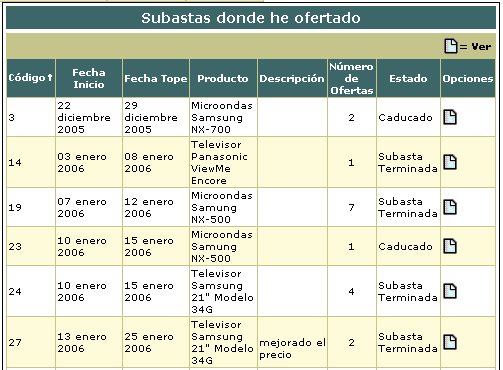 Subastas donde he ofertado
= Ver
Código Fecha Inicio Fecha Tope Producto Descripción Número de Ofertas Estado Opciones
3 22 diciembre 2005 29 diciembre 2005 Microondas Samsung NX-700 2 Caducado
14 03 enero 2006 08 enero 2006 Televisor Panasonic ViewMe Encore 1 Subasta Terminada
19 07 enero 2006 12 enero 2006 Microondas Samung NX-500 7 Subasta Terminada
23 10 enero 2006 15 enero 2006 Microondas Samung NX-500 1 Caducado
24 10 enero 2006 15 enero 2006 Televisor Samsung 21" Modelo 34G 4 Subasta Terminada
27 13 enero 2006 25 enero 2006 Televisor Samsung 21" Modelo 34G mejorado el precio 2 Subasta Terminada